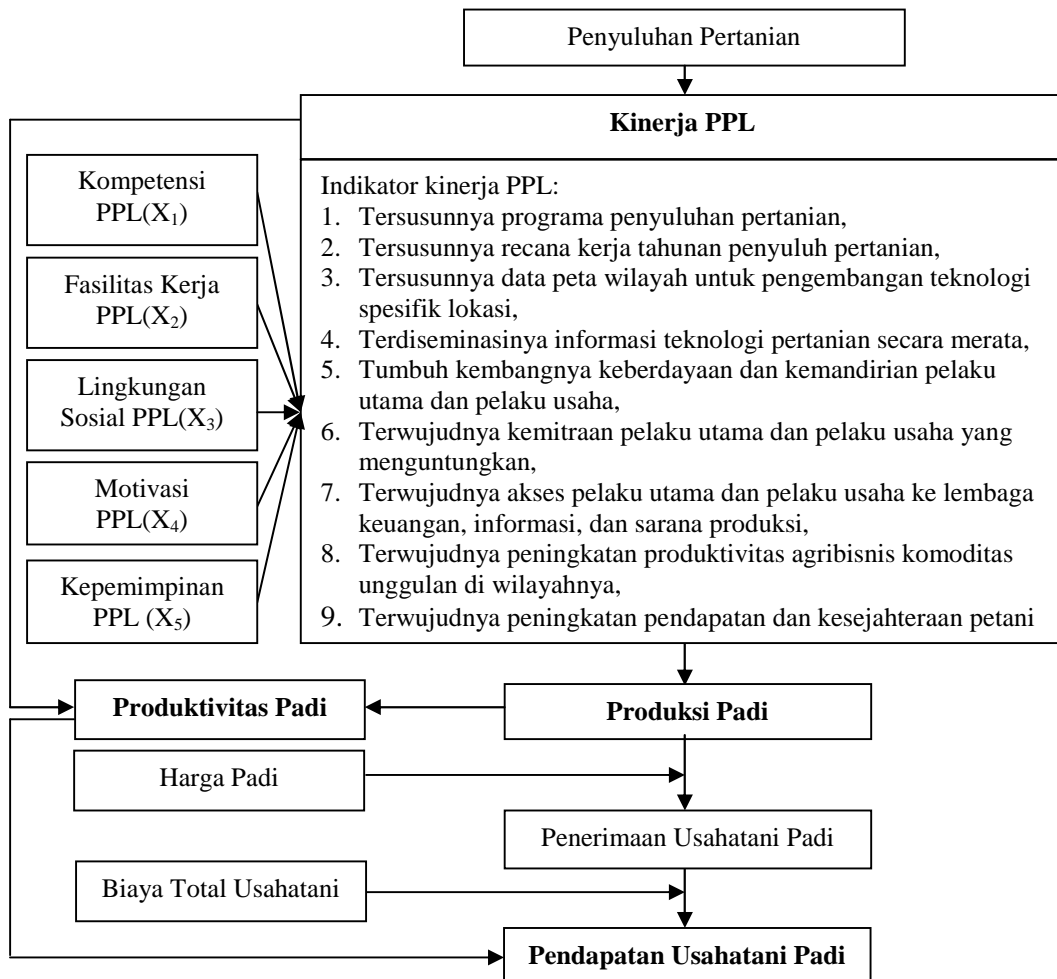 Penyuluhan Pertanian
Kinerja PPL
Kompetensi
PPL(X₁)
Fasilitas Kerja
PPL(X₂)
Lingkungan
Sosial PPL(X₃)
Motivasi
PPL(X₄)
Kepemimpinan
PPL (X₅)
Indikator kinerja PPL:
1. Tersusunnya programa penyuluhan pertanian,
2. Tersusunnya recana kerja tahunan penyuluh pertanian,
3. Tersusunnya data peta wilayah untuk pengembangan teknologi
spesifik lokasi,
4. Terdiseminasinya informasi teknologi pertanian secara merata,
5. Tumbuh kembangnya keberdayaan dan kemandirian pelaku
utama dan pelaku usaha,
6. Terwujudnya kemitraan pelaku utama dan pelaku usaha yang
menguntungkan,
7. Terwujudnya akses pelaku utama dan pelaku usaha ke lembaga
keuangan, informasi, dan sarana produksi,
8. Terwujudnya peningkatan produktivitas agribisnis komoditas
unggulan di wilayahnya,
9. Terwujudnya peningkatan pendapatan dan kesejahteraan petani
Produktivitas Padi
Produksi Padi
Harga Padi
Penerimaan Usahatani Padi
Biaya Total Usahatani
Pendapatan Usahatani Padi